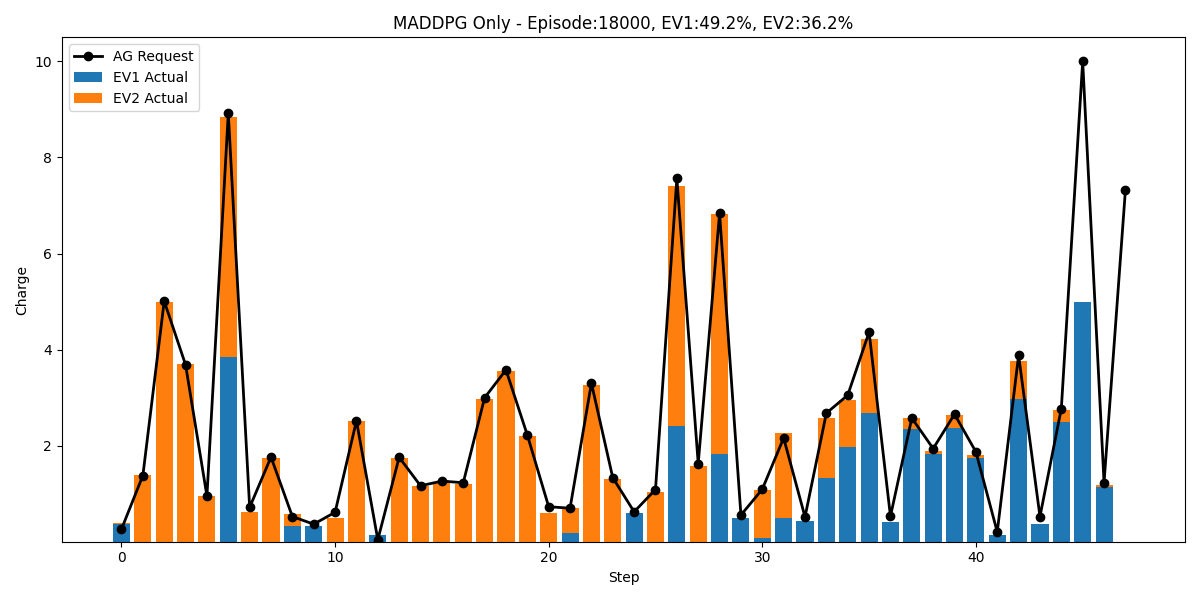 MADDPG Only - Episode:18000, EV1:49.2%, EV2:36.2%
AG Request
EV1 Actual
EV2 Actual
10
8
6
4
2
Charge
0 10 20 30 40
Step